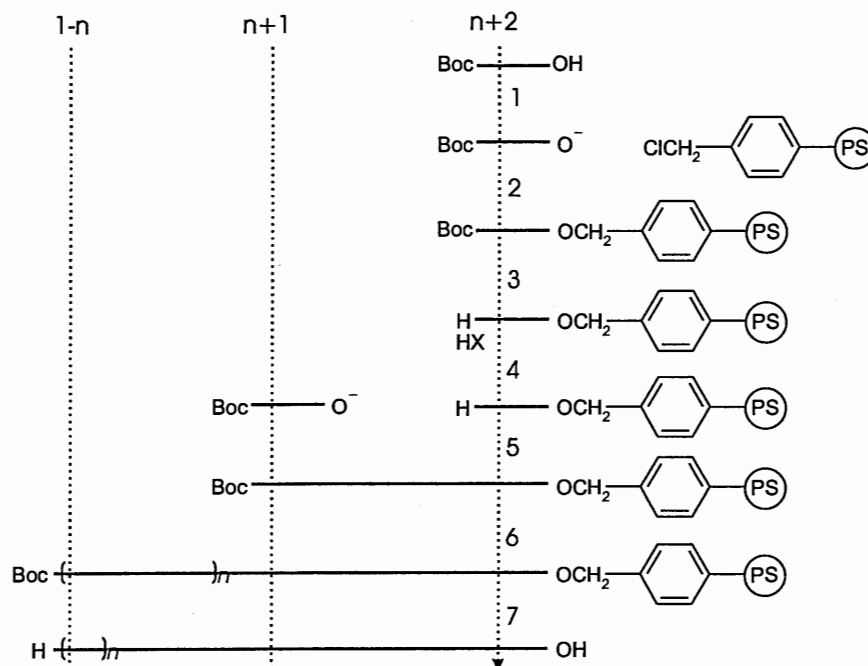 1-n n+1 n+2
Boc OH
1
Boc O⁻ ClCH₂ PS
2
Boc OCH₂ PS
3
H OCH₂ PS
HX
4
Boc O⁻ H OCH₂ PS
5
Boc OCH₂ PS
6
Boc ( )n OCH₂ PS
7
H ( )n OH